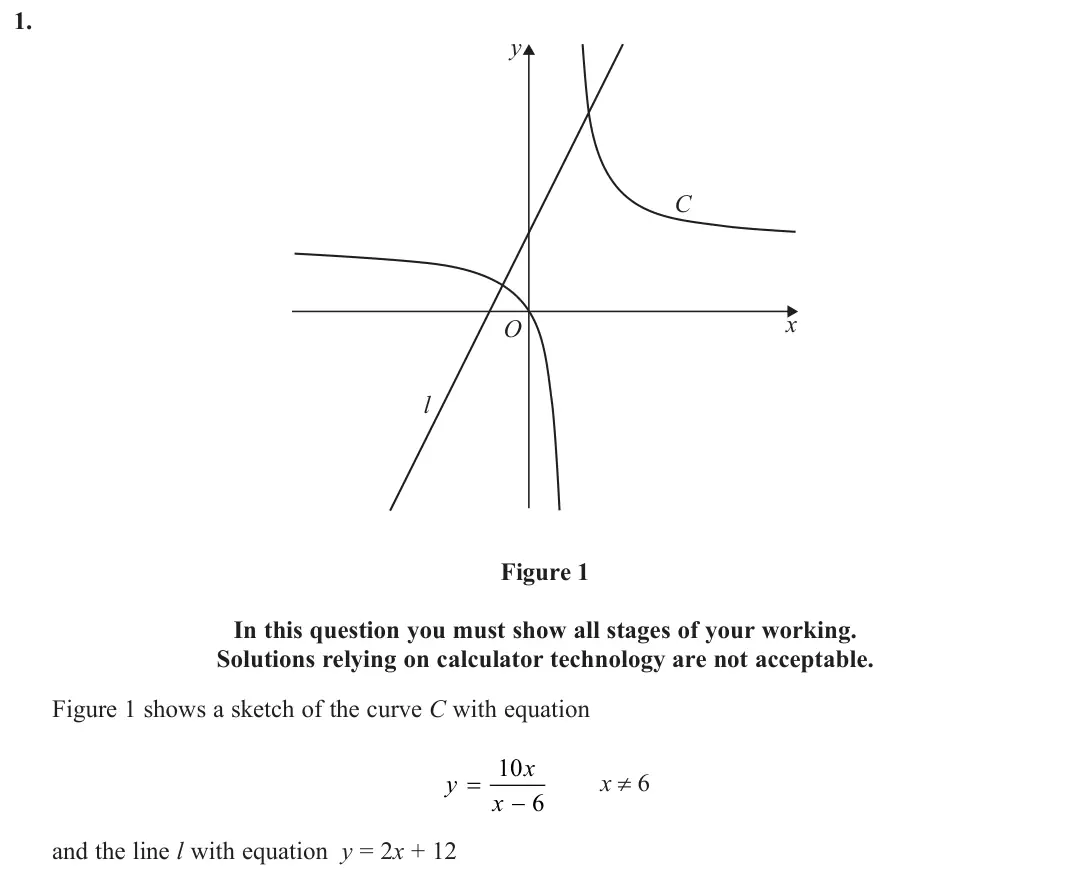 1.
y
C
O
x
l
Figure 1
In this question you must show all stages of your working.
Solutions relying on calculator technology are not acceptable.
Figure 1 shows a sketch of the curve C with equation
y = 10x / (x − 6)    x ≠ 6
and the line l with equation y = 2x + 12